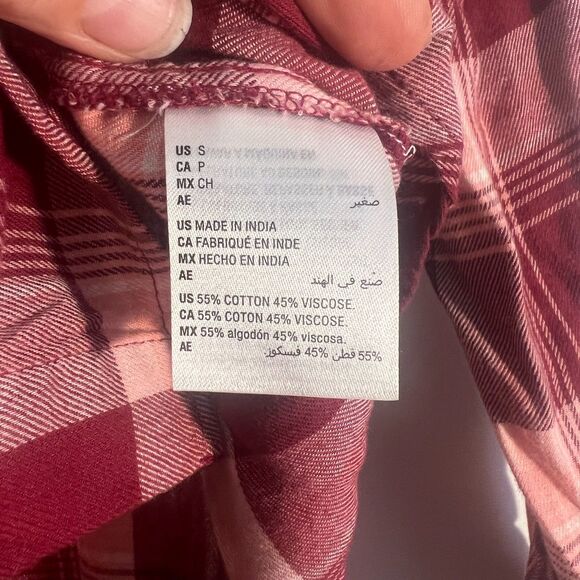 US S
CA P
MX CH
AE صغير
US MADE IN INDIA
CA FABRIQUÉ EN INDE
MX HECHO EN INDIA
AE صنع في الهند
US 55% COTTON 45% VISCOSE.
CA 55% COTON 45% VISCOSE.
MX 55% algodón 45% viscosa.
AE 55% قطن 45% فيسكوز